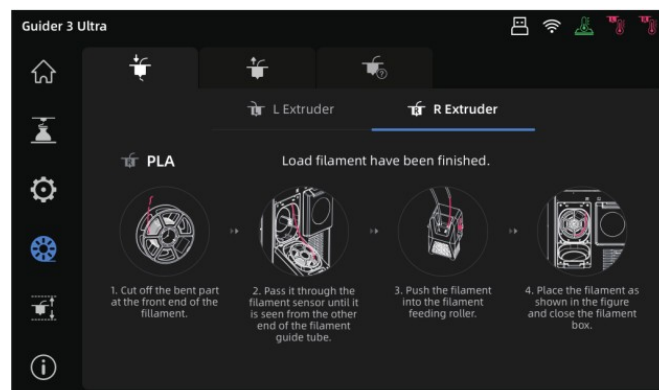 Guider 3 Ultra
L Extruder
R Extruder
PLA
Load filament have been finished.
1. Cut off the bent part
at the front end of the
fillament.
2. Pass it through the
filament sensor until it
is seen from the other
end of the filament
guide tube.
3. Push the filament
into the filament
feeding roller.
4. Place the filament as
shown in the figure
and close the filament
box.